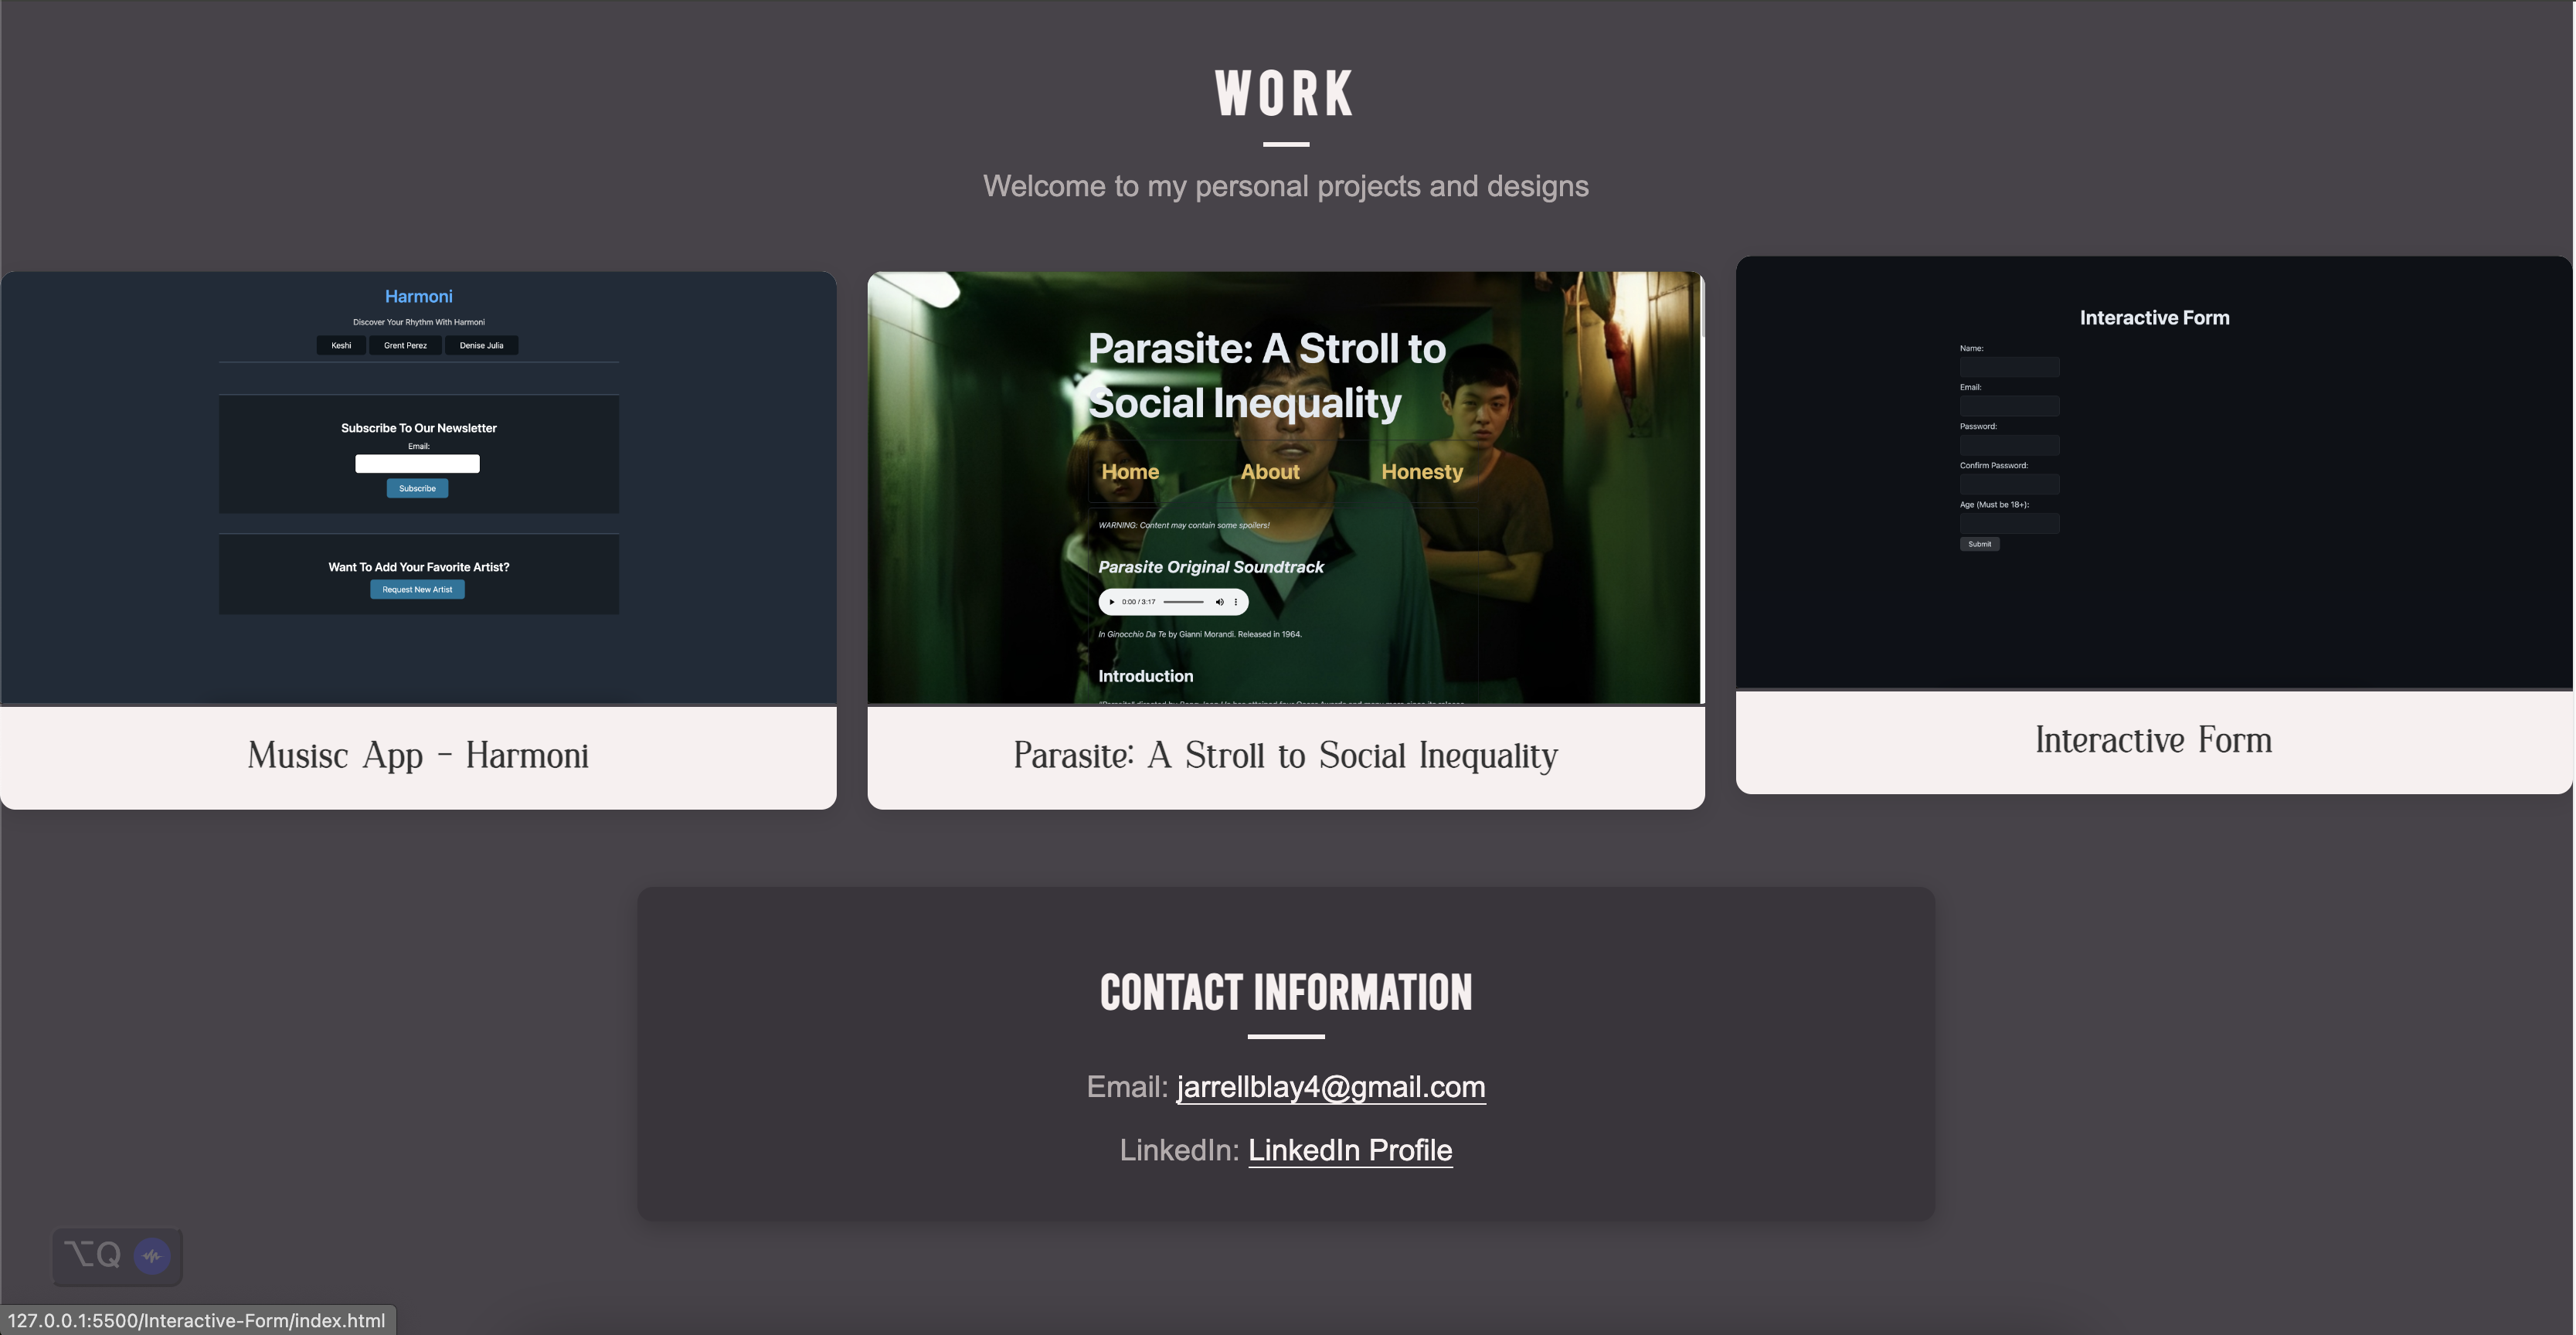 WORK
Welcome to my personal projects and designs
Harmoni
Discover Your Rhythm With Harmoni
Keshi Grent Perez Denise Julia
Subscribe To Our Newsletter
Email:
Subscribe
Want To Add Your Favorite Artist?
Request New Artist
Musisc App - Harmoni
Parasite: A Stroll to
Social Inequality
Home About Honesty
WARNING: Content may contain some spoilers!
Parasite Original Soundtrack
0:00 / 3:17
In Ginocchio Da Te by Gianni Morandi. Released in 1964.
Introduction
Parasite: A Stroll to Social Inequality
Interactive Form
Name:
Email:
Password:
Confirm Password:
Age (Must be 18+):
Submit
Interactive Form
CONTACT INFORMATION
Email: jarrellblay4@gmail.com
LinkedIn: LinkedIn Profile
⌥Q
127.0.0.1:5500/Interactive-Form/index.html